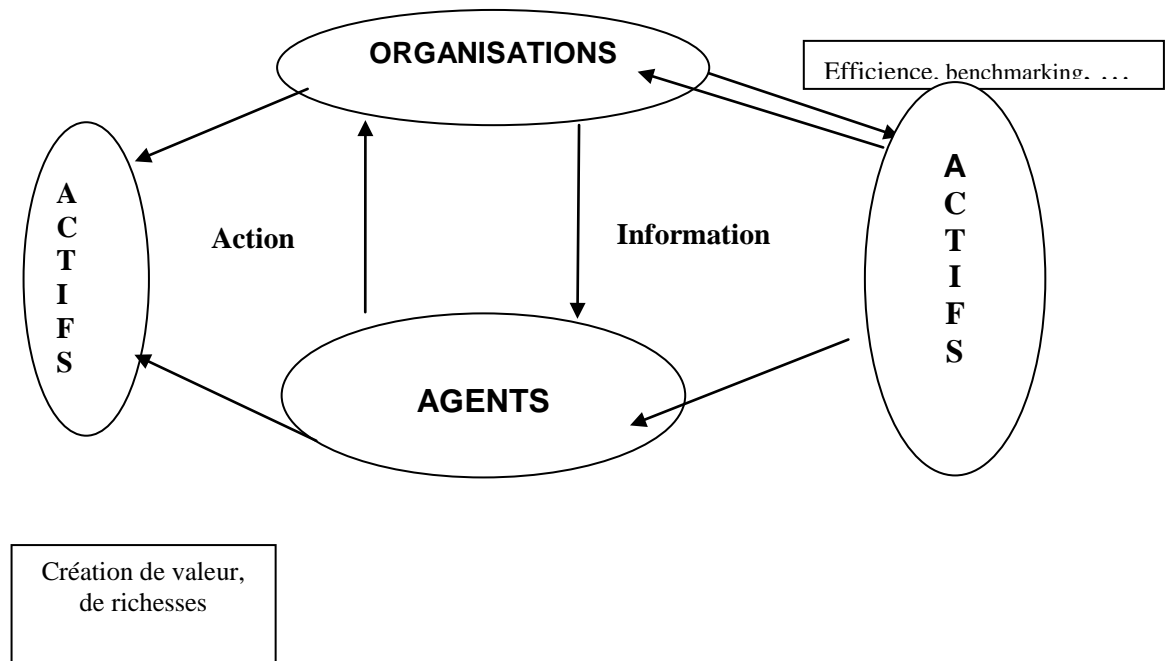 ORGANISATIONS
Efficience, benchmarking, …
A
C
T
I
F
S
Action
Information
A
C
T
I
F
S
AGENTS
Création de valeur,
de richesses